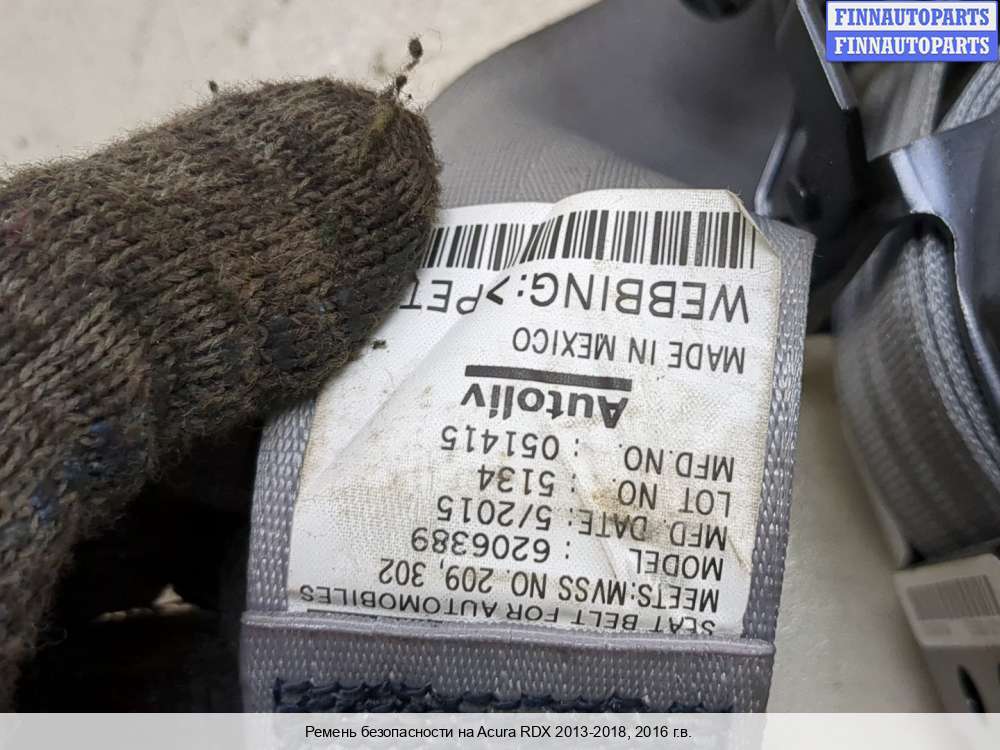 FINNAUTOPARTS
FINNAUTOPARTS
SEAT BELT FOR AUTOMOBILES
MEETS:MVSS NO. 209, 302
MODEL : 6206389
MFD. DATE: 5/2015
LOT NO. : 5134
MFD.NO. : 051415
Autoliv
MADE IN MEXICO
WEBBING:>PET
Ремень безопасности на Acura RDX 2013-2018, 2016 г.в.